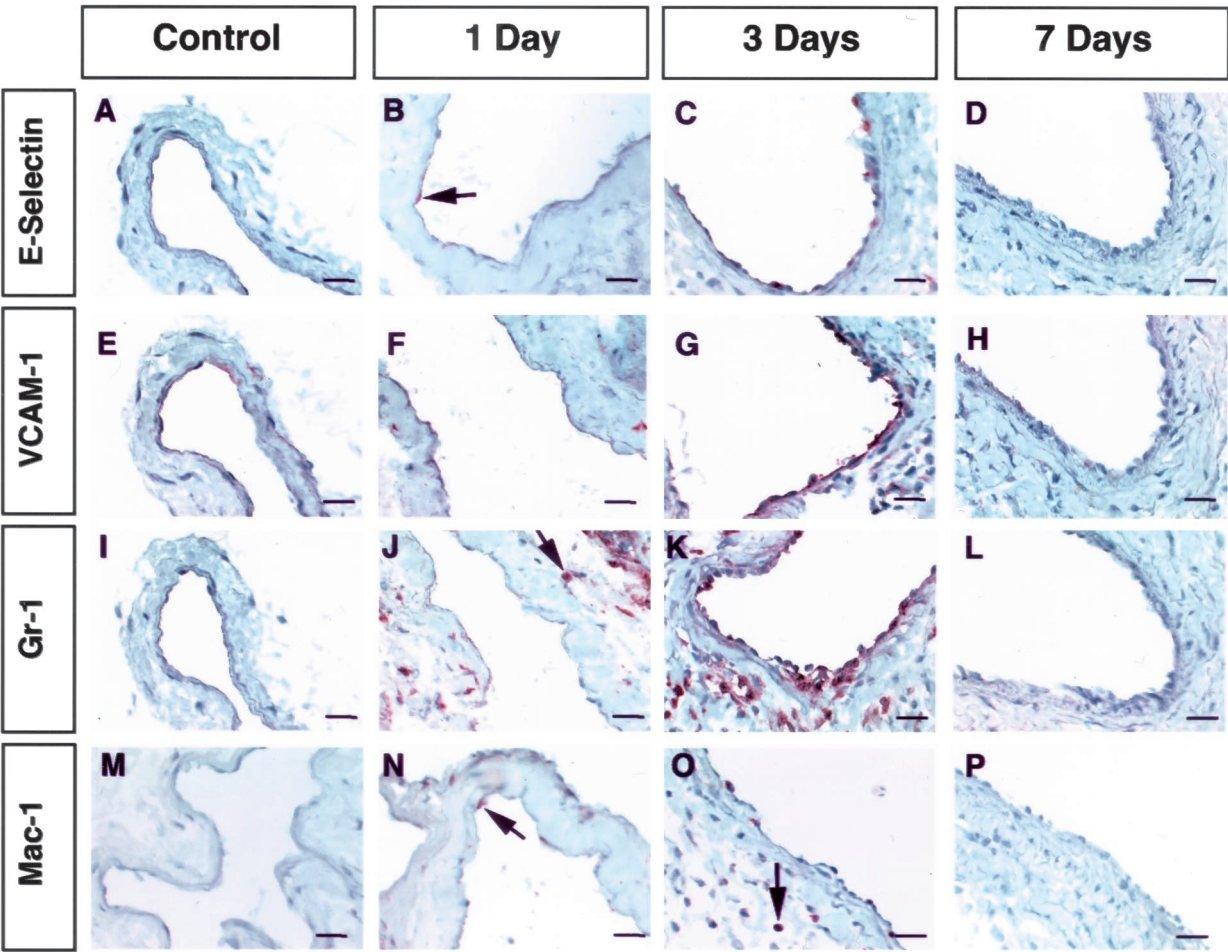 Control
1 Day
3 Days
7 Days
E-Selectin
A
B
C
D
VCAM-1
E
F
G
H
Gr-1
I
J
K
L
Mac-1
M
N
O
P